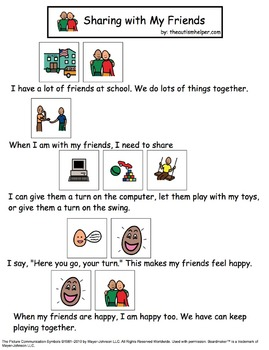 Sharing with My Friends
by: theautismhelper.com
I have a lot of friends at school. We do lots of things together.
When I am with my friends, I need to share
I can give them a turn on the computer, let them play with my toys,
or give them a turn on the swing.
I say, "Here you go, your turn." This makes my friends feel happy.
When my friends are happy, I am happy too. We have can keep
playing together.
The Picture Communication Symbols ©1981-2010 by Mayer-Johnson LLC. All Rights Reserved Worldwide. Used with permission. Boardmaker™ is a trademark of
Mayer-Johnson LLC.